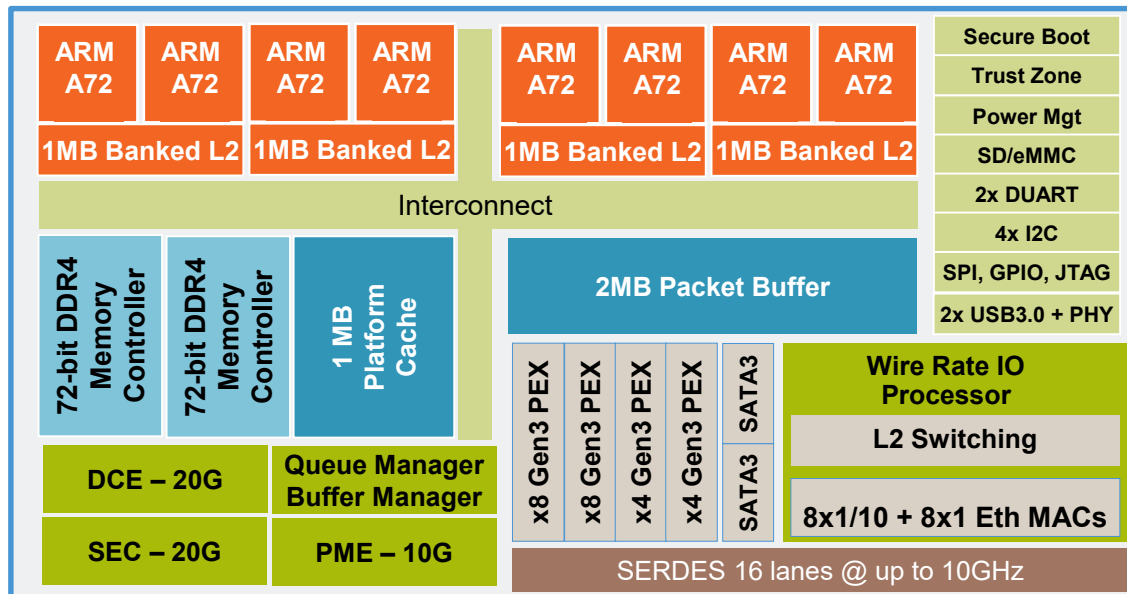 ARM
A72
ARM
A72
ARM
A72
ARM
A72
1MB Banked L2
1MB Banked L2
ARM
A72
ARM
A72
ARM
A72
ARM
A72
1MB Banked L2
1MB Banked L2
Secure Boot
Trust Zone
Power Mgt
SD/eMMC
2x DUART
4x I2C
SPI, GPIO, JTAG
2x USB3.0 + PHY
Interconnect
72-bit DDR4
Memory
Controller
72-bit DDR4
Memory
Controller
1 MB
Platform
Cache
2MB Packet Buffer
x8 Gen3 PEX
x8 Gen3 PEX
x4 Gen3 PEX
x4 Gen3 PEX
SATA3
SATA3
Wire Rate IO
Processor
L2 Switching
8x1/10 + 8x1 Eth MACs
DCE – 20G
Queue Manager
Buffer Manager
SEC – 20G
PME – 10G
SERDES 16 lanes @ up to 10GHz